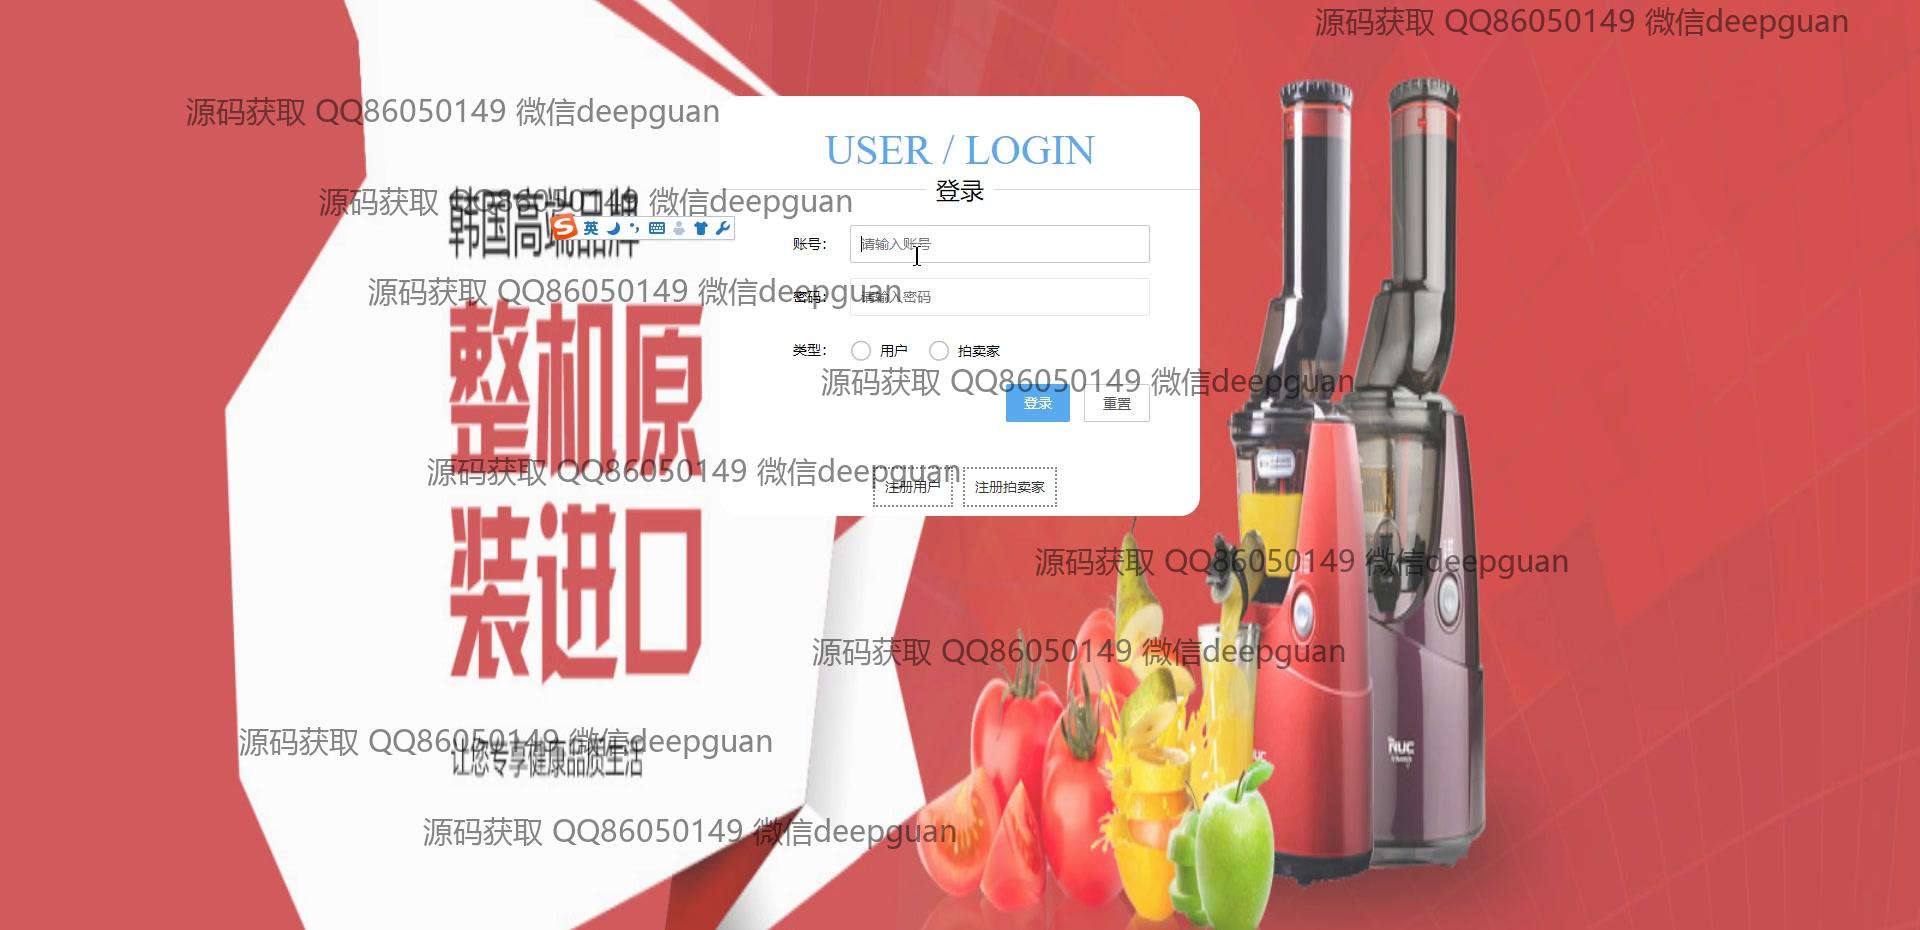 源码获取 QQ86050149 微信deepguan
源码获取 QQ86050149 微信deepguan
USER / LOGIN
登录
源码获取 QQ86050149 微信deepguan
韩国高端品牌
英
账号：
请输入账号
源码获取 QQ86050149 微信deepguan
密码：
请输入密码
整机原
装进口
类型：
用户
拍卖家
源码获取 QQ86050149 微信deepguan
登录
重置
源码获取 QQ86050149 微信deepguan
注册用户
注册拍卖家
源码获取 QQ86050149 微信deepguan
源码获取 QQ86050149 微信deepguan
源码获取 QQ86050149 微信deepguan
让您专享健康品质生活
NUC
源码获取 QQ86050149 微信deepguan